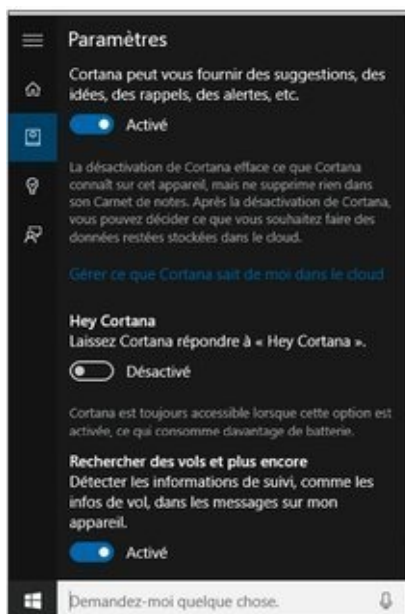 Paramètres
Cortana peut vous fournir des suggestions, des
idées, des rappels, des alertes, etc.
Activé
La désactivation de Cortana efface ce que Cortana
connaît sur cet appareil, mais ne supprime rien dans
son Carnet de notes. Après la désactivation de Cortana,
vous pouvez décider ce que vous souhaitez faire des
données restées stockées dans le cloud.
Gérer ce que Cortana sait de moi dans le cloud
Hey Cortana
Laissez Cortana répondre à « Hey Cortana ».
Désactivé
Cortana est toujours accessible lorsque cette option est
activée, ce qui consomme davantage de batterie.
Rechercher des vols et plus encore
Détecter les informations de suivi, comme les
infos de vol, dans les messages sur mon
appareil.
Activé
Demandez-moi quelque chose.